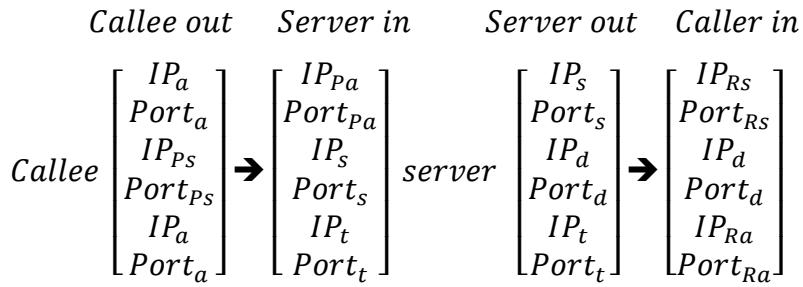 Callee out Server in Server out Caller in
IP_a IP_Pa IP_s IP_Rs
Port_a Port_Pa Port_s Port_Rs
IP_Ps IP_s IP_d IP_d
Callee ➔ server ➔
Port_Ps Port_s Port_d Port_d
IP_a IP_t IP_t IP_Ra
Port_a Port_t Port_t Port_Ra